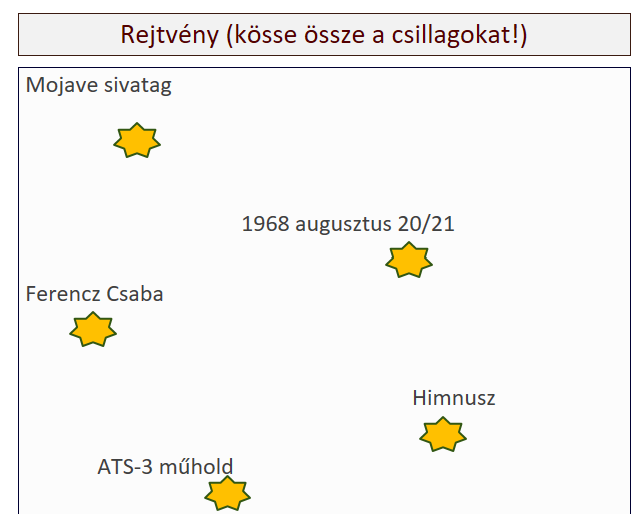 Rejtvény (kösse össze a csillagokat!)
Mojave sivatag
1968 augusztus 20/21
Ferencz Csaba
Himnusz
ATS-3 műhold